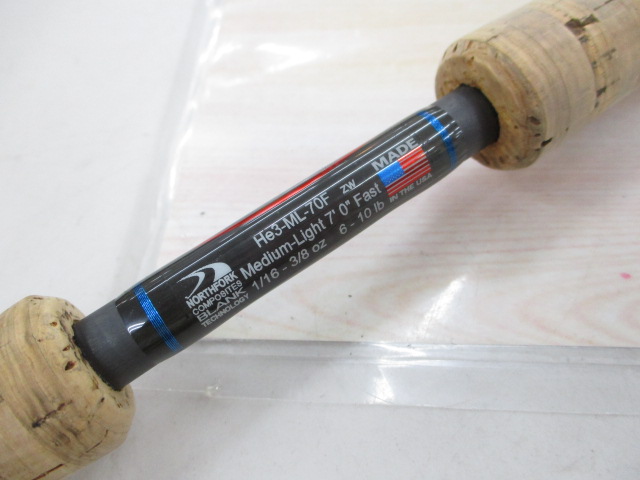 He3-ML-70F ZW
Medium-Light 7' 0" Fast
1/16 - 3/8 oz 6 - 10 lb
MADE
IN THE USA
NORTHFORK
COMPOSITES
BLANK
TECHNOLOGY